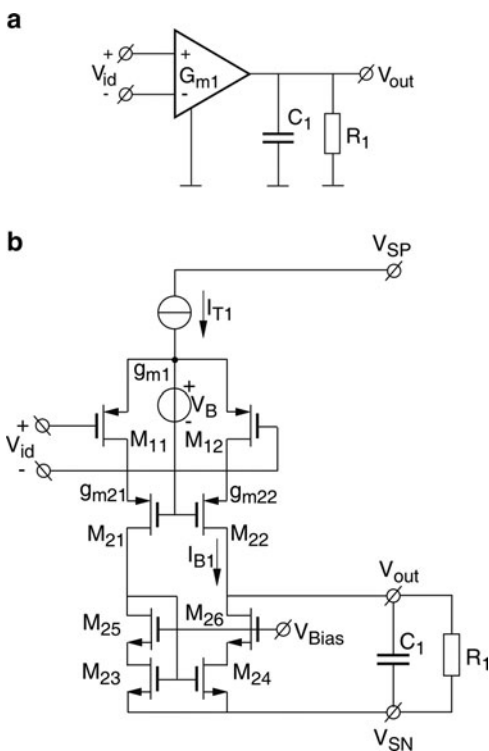 a
+
V_id
-
+
G_m1
-
V_out
C_1
R_1
b
V_SP
I_T1
g_m1
+
V_B
-
+
V_id
-
M_11
M_12
g_m21
g_m22
M_21
M_22
I_B1
V_out
M_25
M_26
V_Bias
C_1
R_1
M_23
M_24
V_SN